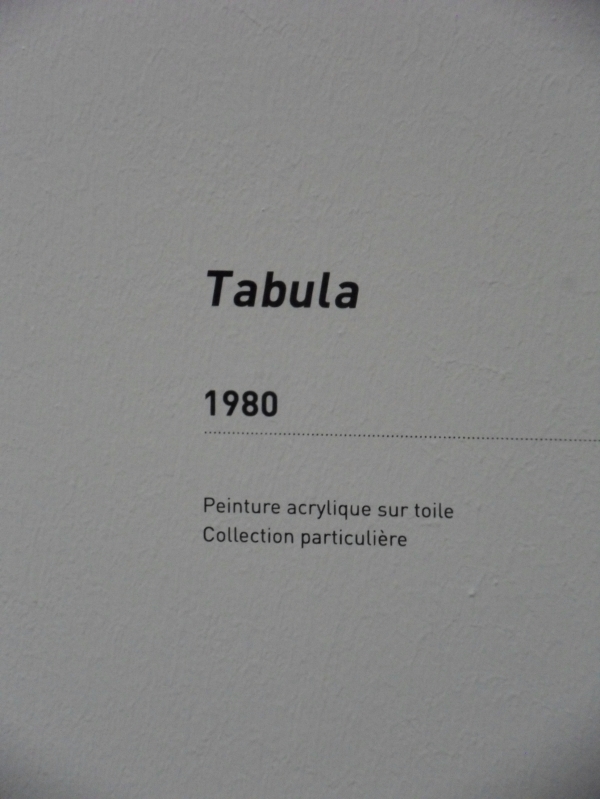 Tabula
1980
Peinture acrylique sur toile
Collection particulière